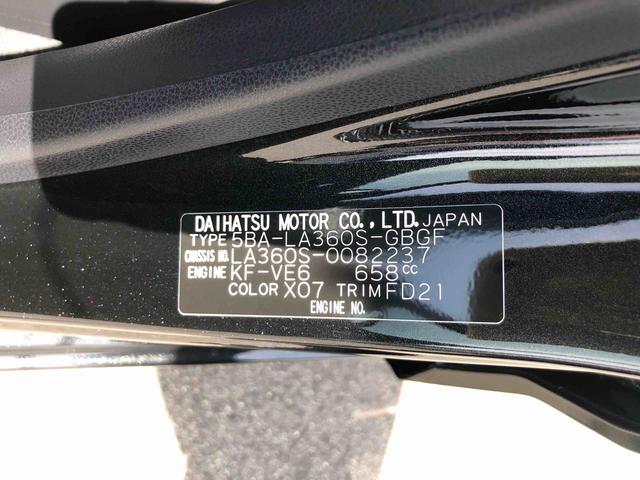 DAIHATSU MOTOR CO.,LTD. JAPAN
TYPE 5BA-LA360S-GBGF
CHASSIS NO. LA360S-0082237
ENGINE KF-VE6 658cc
COLOR X07 TRIM FD21
ENGINE NO.